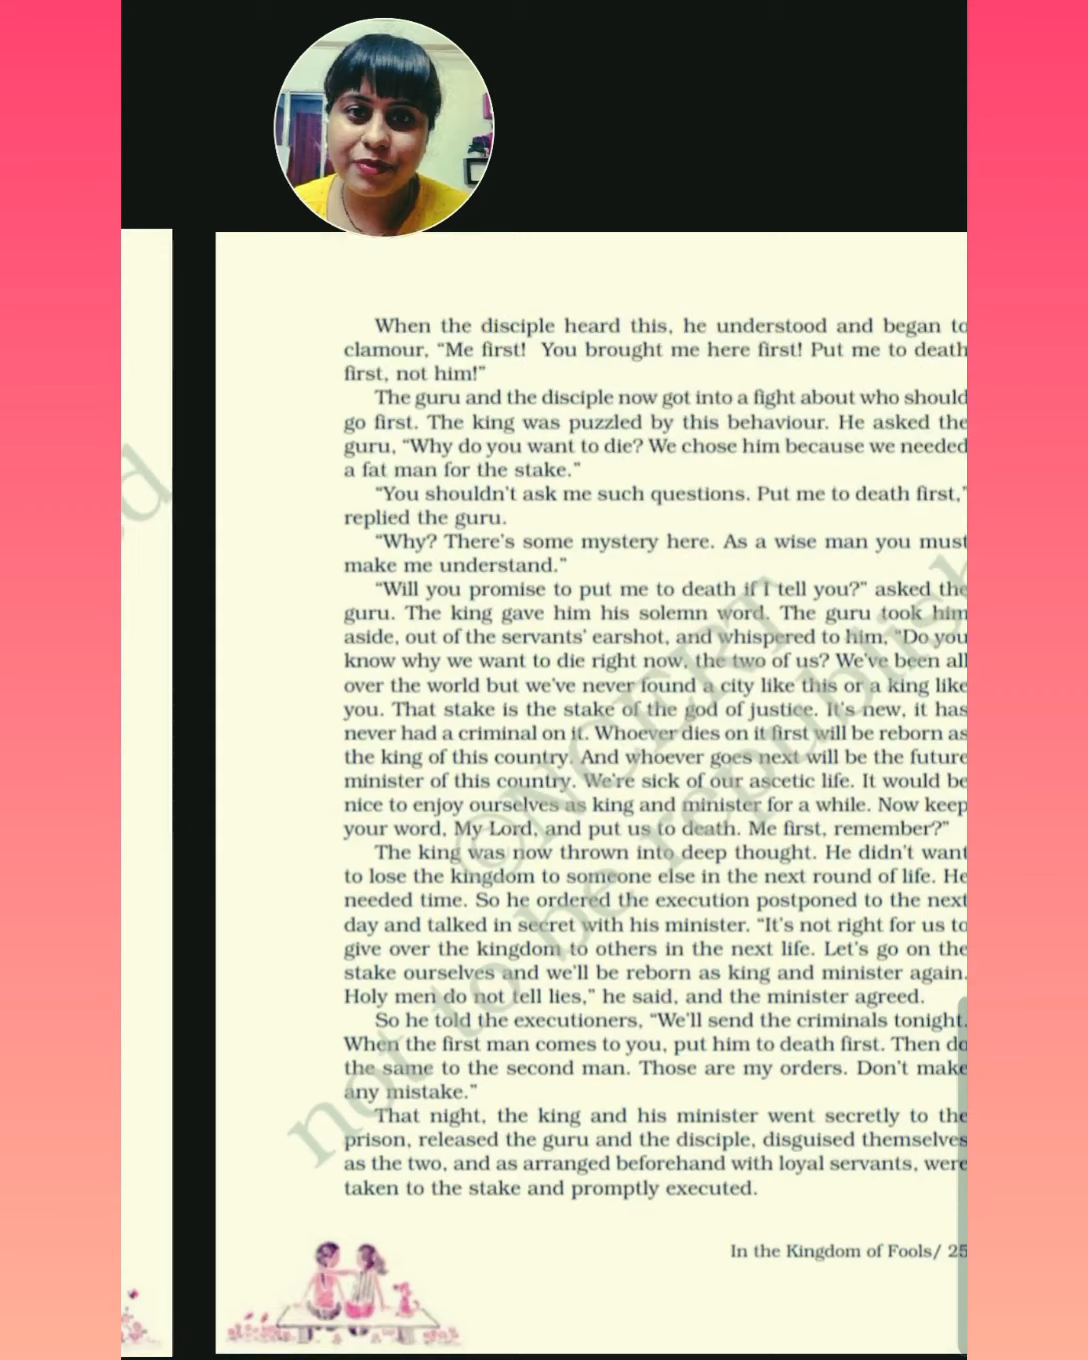 When the disciple heard this, he understood and began to
clamour, “Me first! You brought me here first! Put me to death
first, not him!”
The guru and the disciple now got into a fight about who should
go first. The king was puzzled by this behaviour. He asked the
guru, “Why do you want to die? We chose him because we needed
a fat man for the stake.”
“You shouldn’t ask me such questions. Put me to death first,”
replied the guru.
“Why? There’s some mystery here. As a wise man you must
make me understand.”
“Will you promise to put me to death if I tell you?” asked the
guru. The king gave him his solemn word. The guru took him
aside, out of the servants’ earshot, and whispered to him, “Do you
know why we want to die right now, the two of us? We’ve been all
over the world but we’ve never found a city like this or a king like
you. That stake is the stake of the god of justice. It’s new, it has
never had a criminal on it. Whoever dies on it first will be reborn as
the king of this country. And whoever goes next will be the future
minister of this country. We’re sick of our ascetic life. It would be
nice to enjoy ourselves as king and minister for a while. Now keep
your word, My Lord, and put us to death. Me first, remember?”
The king was now thrown into deep thought. He didn’t want
to lose the kingdom to someone else in the next round of life. He
needed time. So he ordered the execution postponed to the next
day and talked in secret with his minister. “It’s not right for us to
give over the kingdom to others in the next life. Let’s go on the
stake ourselves and we’ll be reborn as king and minister again.
Holy men do not tell lies,” he said, and the minister agreed.
So he told the executioners, “We’ll send the criminals tonight.
When the first man comes to you, put him to death first. Then do
the same to the second man. Those are my orders. Don’t make
any mistake.”
That night, the king and his minister went secretly to the
prison, released the guru and the disciple, disguised themselves
as the two, and as arranged beforehand with loyal servants, were
taken to the stake and promptly executed.
In the Kingdom of Fools/ 25
©NCERT
not to be republish
d